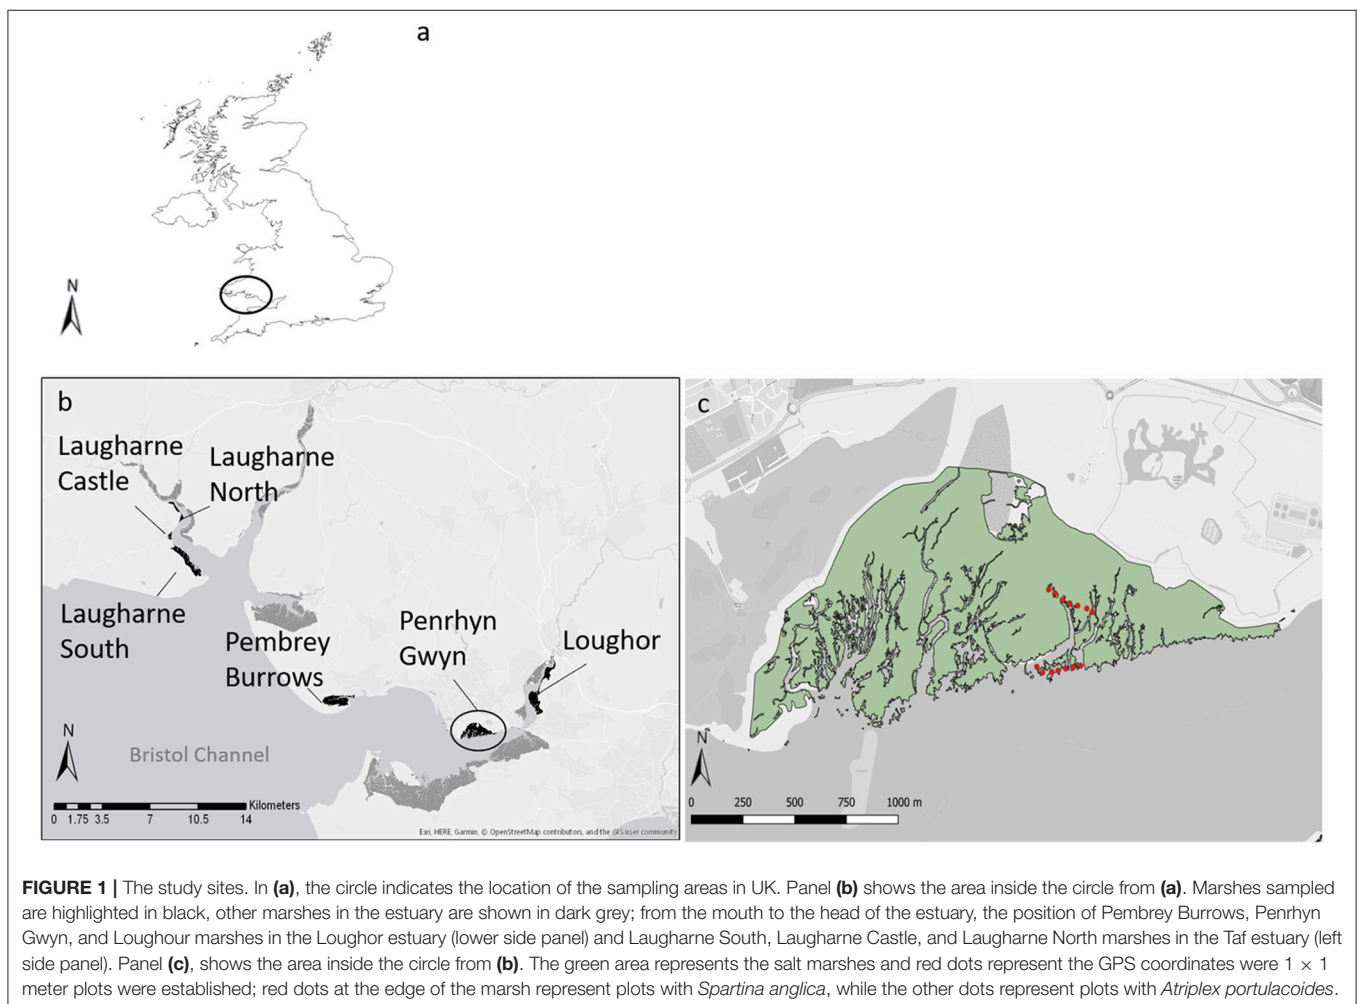 a
N
b
Laugharne
Castle
Laugharne
North
Laugharne
South
Pembrey
Burrows
Penrhyn
Gwyn
Loughor
N
Bristol Channel
Kilometers
0 1.75 3.5 7 10.5 14
Esri, HERE, Garmin, © OpenStreetMap contributors, and the GIS user community
c
N
0 250 500 750 1000 m
FIGURE 1 | The study sites. In (a), the circle indicates the location of the sampling areas in UK. Panel (b) shows the area inside the circle from (a). Marshes sampled
are highlighted in black, other marshes in the estuary are shown in dark grey; from the mouth to the head of the estuary, the position of Pembrey Burrows, Penrhyn
Gwyn, and Loughour marshes in the Loughor estuary (lower side panel) and Laugharne South, Laugharne Castle, and Laugharne North marshes in the Taf estuary (left
side panel). Panel (c), shows the area inside the circle from (b). The green area represents the salt marshes and red dots represent the GPS coordinates were 1 × 1
meter plots were established; red dots at the edge of the marsh represent plots with Spartina anglica, while the other dots represent plots with Atriplex portulacoides.